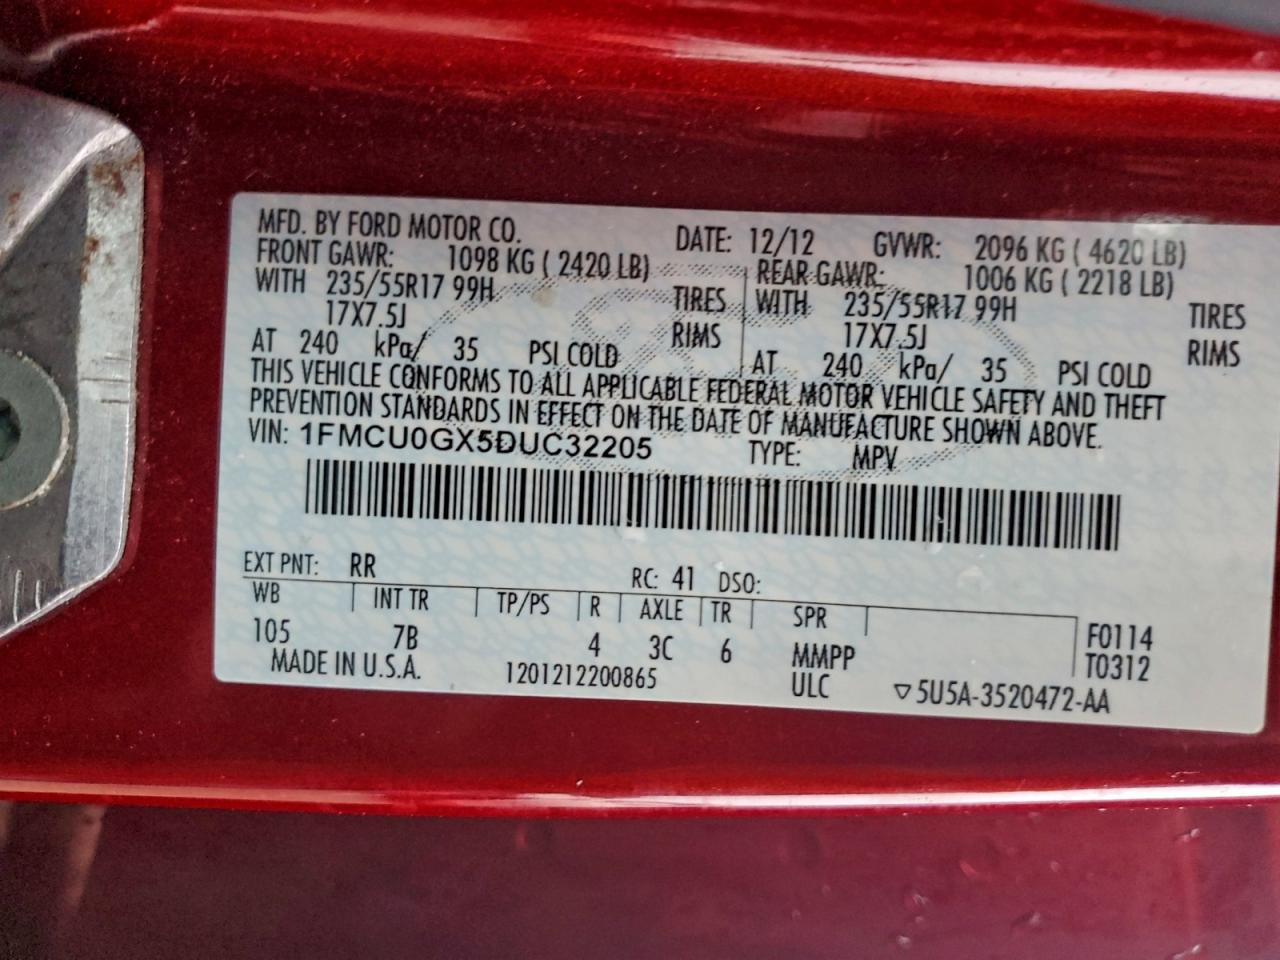 MFD. BY FORD MOTOR CO. DATE: 12/12 GVWR: 2096 KG ( 4620 LB)
FRONT GAWR: 1098 KG ( 2420 LB) REAR GAWR: 1006 KG ( 2218 LB)
WITH 235/55R17 99H TIRES WITH 235/55R17 99H TIRES
17X7.5J RIMS 17X7.5J RIMS
AT 240 kPa/ 35 PSI COLD AT 240 kPa/ 35 PSI COLD
THIS VEHICLE CONFORMS TO ALL APPLICABLE FEDERAL MOTOR VEHICLE SAFETY AND THEFT
PREVENTION STANDARDS IN EFFECT ON THE DATE OF MANUFACTURE SHOWN ABOVE.
VIN: 1FMCU0GX5DUC32205 TYPE: MPV
EXT PNT: RR RC: 41 DSO:
WB INT TR TP/PS R AXLE TR SPR
105 7B 4 3C 6 MMPP F0114
MADE IN U.S.A. 1201212200865 ULC T0312
▽5U5A-3520472-AA